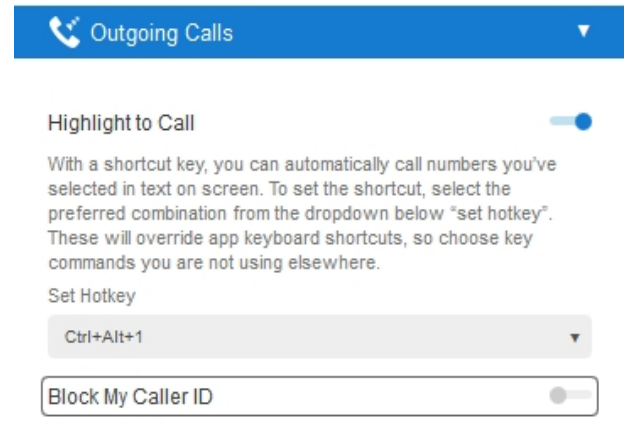 Outgoing Calls
Highlight to Call
With a shortcut key, you can automatically call numbers you've
selected in text on screen. To set the shortcut, select the
preferred combination from the dropdown below “set hotkey”.
These will override app keyboard shortcuts, so choose key
commands you are not using elsewhere.
Set Hotkey
Ctrl+Alt+1
Block My Caller ID